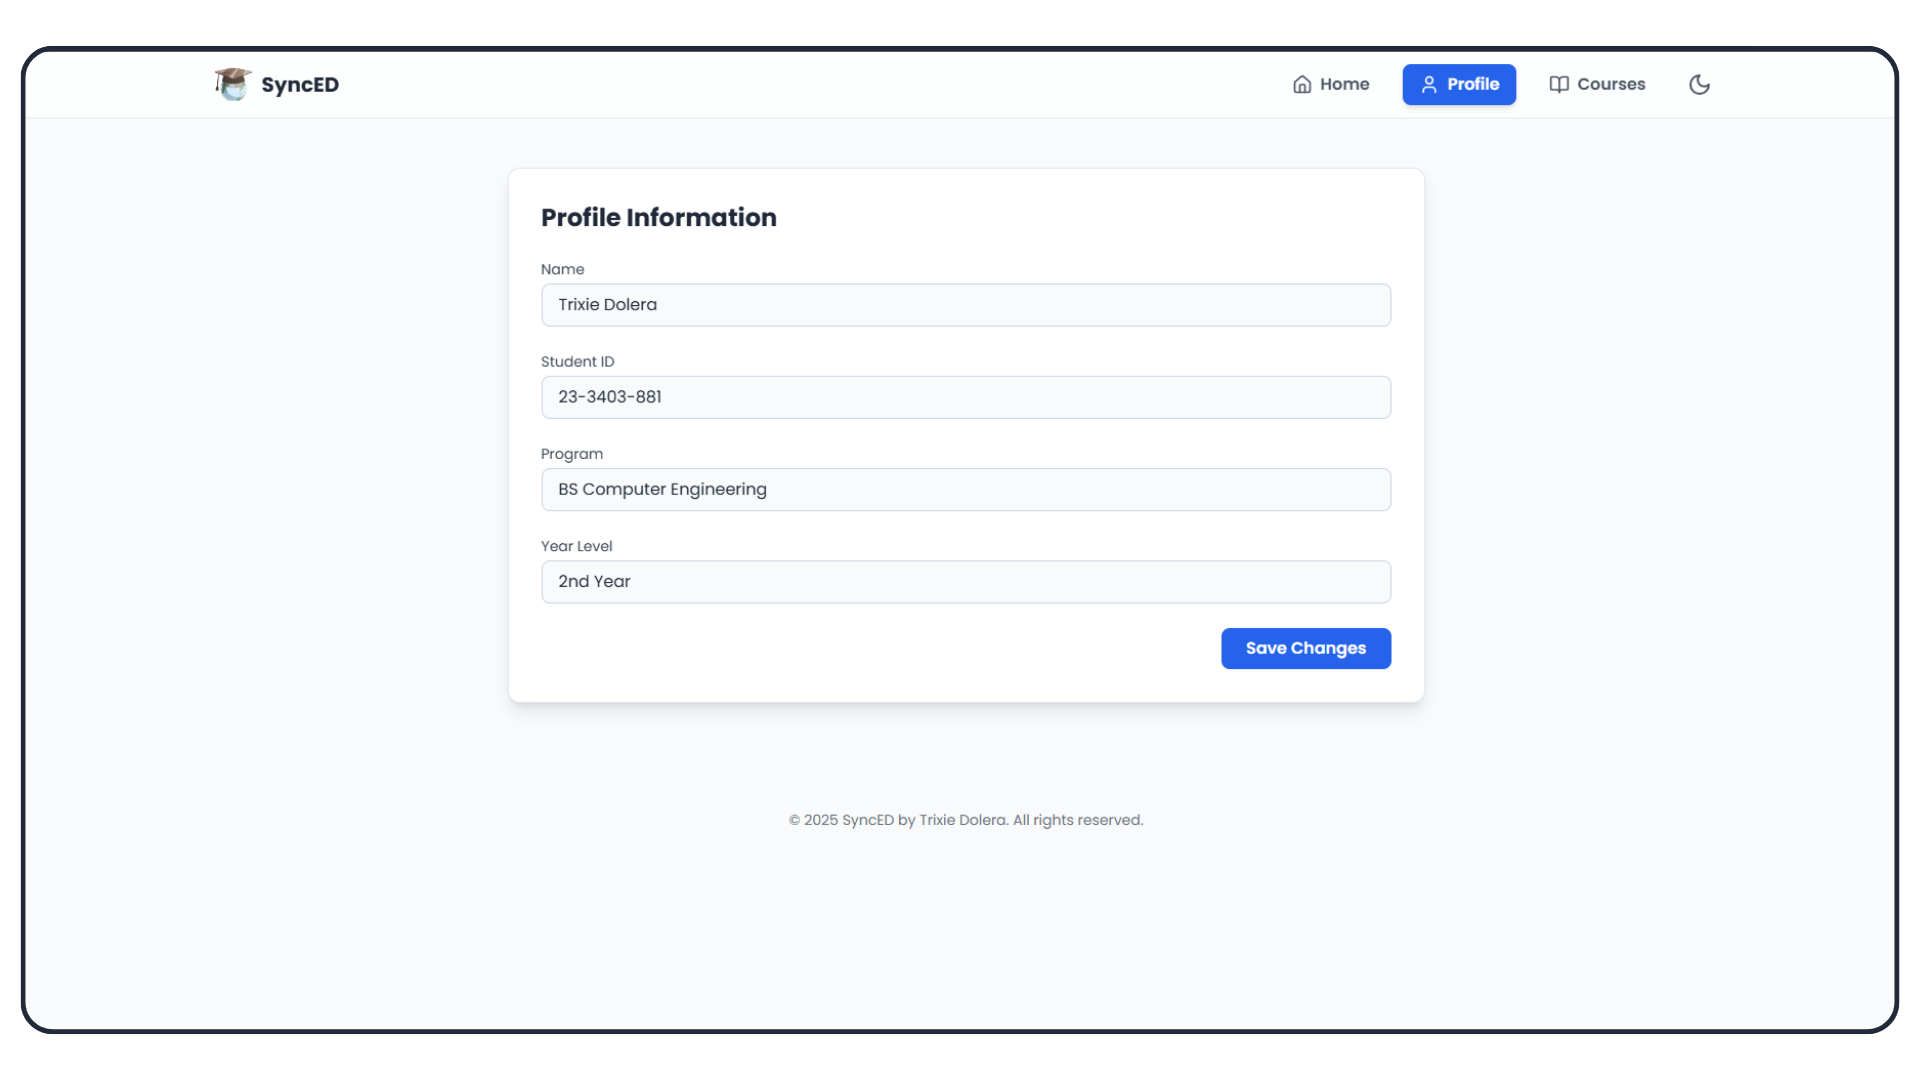 SyncED
Home
Profile
Courses
Profile Information
Name
Trixie Dolera
Student ID
23-3403-881
Program
BS Computer Engineering
Year Level
2nd Year
Save Changes
© 2025 SyncED by Trixie Dolera. All rights reserved.